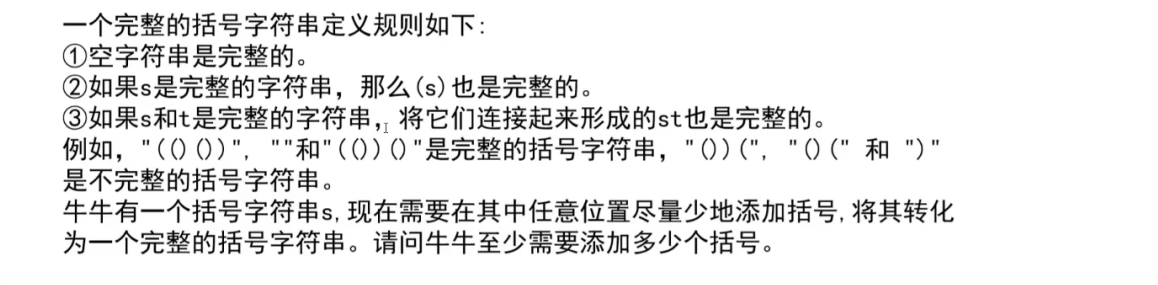 一个完整的括号字符串定义规则如下:
①空字符串是完整的。
②如果s是完整的字符串，那么(s)也是完整的。
③如果s和t是完整的字符串，将它们连接起来形成的st也是完整的。
例如，"(()())", ""和"(())()"是完整的括号字符串，"())(", "()(" 和 ")"
是不完整的括号字符串。
牛牛有一个括号字符串s,现在需要在其中任意位置尽量少地添加括号,将其转化
为一个完整的括号字符串。请问牛牛至少需要添加多少个括号。